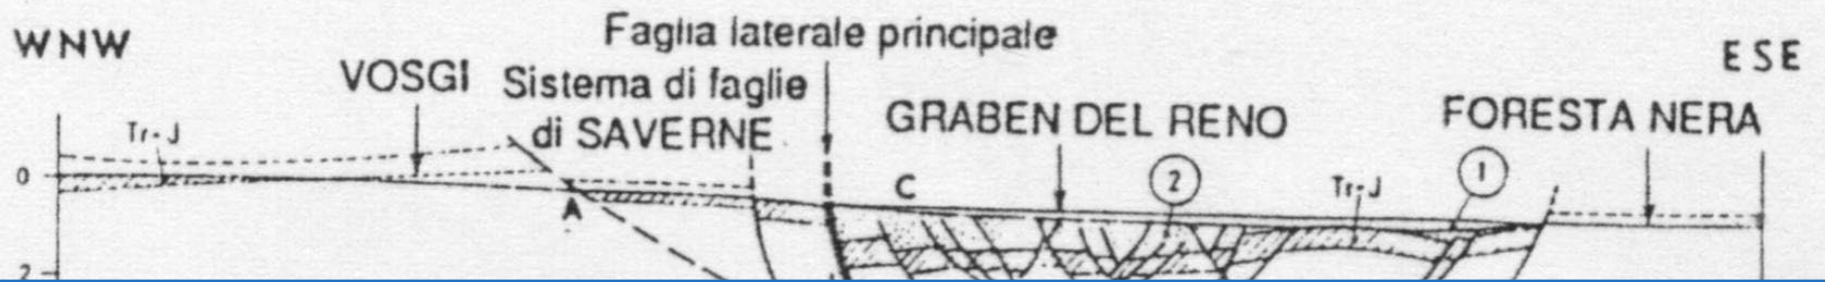 WNW
Faglia laterale principale
ESE
VOSGI
Sistema di faglie
di SAVERNE
GRABEN DEL RENO
FORESTA NERA
Tr-J
0
A
C
2
Tr-J
1
2